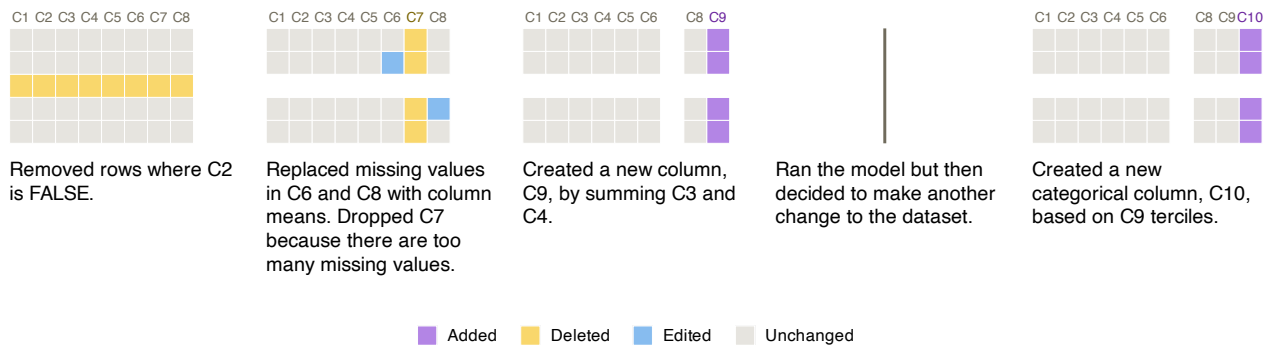 C1 C2 C3 C4 C5 C6 C7 C8
Removed rows where C2
is FALSE.
C1 C2 C3 C4 C5 C6 C7 C8
Replaced missing values
in C6 and C8 with column
means. Dropped C7
because there are too
many missing values.
C1 C2 C3 C4 C5 C6 C8 C9
Created a new column,
C9, by summing C3 and
C4.
Ran the model but then
decided to make another
change to the dataset.
C1 C2 C3 C4 C5 C6 C8 C9 C10
Created a new
categorical column, C10,
based on C9 terciles.
Added Deleted Edited Unchanged